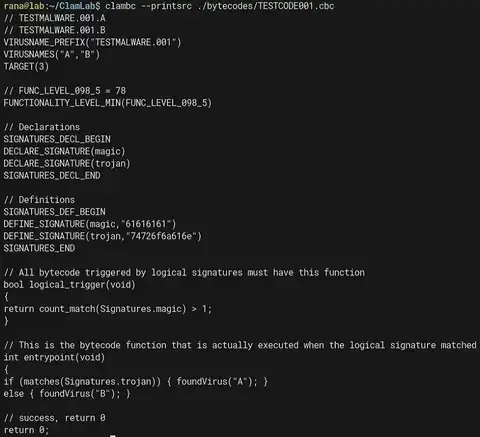 rana@lab:~/ClamLab$ clambc --printsrc ./bytecodes/TESTCODE001.cbc
// TESTMALWARE.001.A
// TESTMALWARE.001.B
VIRUSNAME_PREFIX("TESTMALWARE.001")
VIRUSNAMES("A","B")
TARGET(3)
// FUNC_LEVEL_098_5 = 78
FUNCTIONALITY_LEVEL_MIN(FUNC_LEVEL_098_5)
// Declarations
SIGNATURES_DECL_BEGIN
DECLARE_SIGNATURE(magic)
DECLARE_SIGNATURE(trojan)
SIGNATURES_DECL_END
// Definitions
SIGNATURES_DEF_BEGIN
DEFINE_SIGNATURE(magic,"61616161")
DEFINE_SIGNATURE(trojan,"74726f6a616e")
SIGNATURES_END
// All bytecode triggered by logical signatures must have this function
bool logical_trigger(void)
{
return count_match(Signatures.magic) > 1;
}
// This is the bytecode function that is actually executed when the logical signature matched
int entrypoint(void)
{
if (matches(Signatures.trojan)) { foundVirus("A"); }
else { foundVirus("B"); }
// success, return 0
return 0;